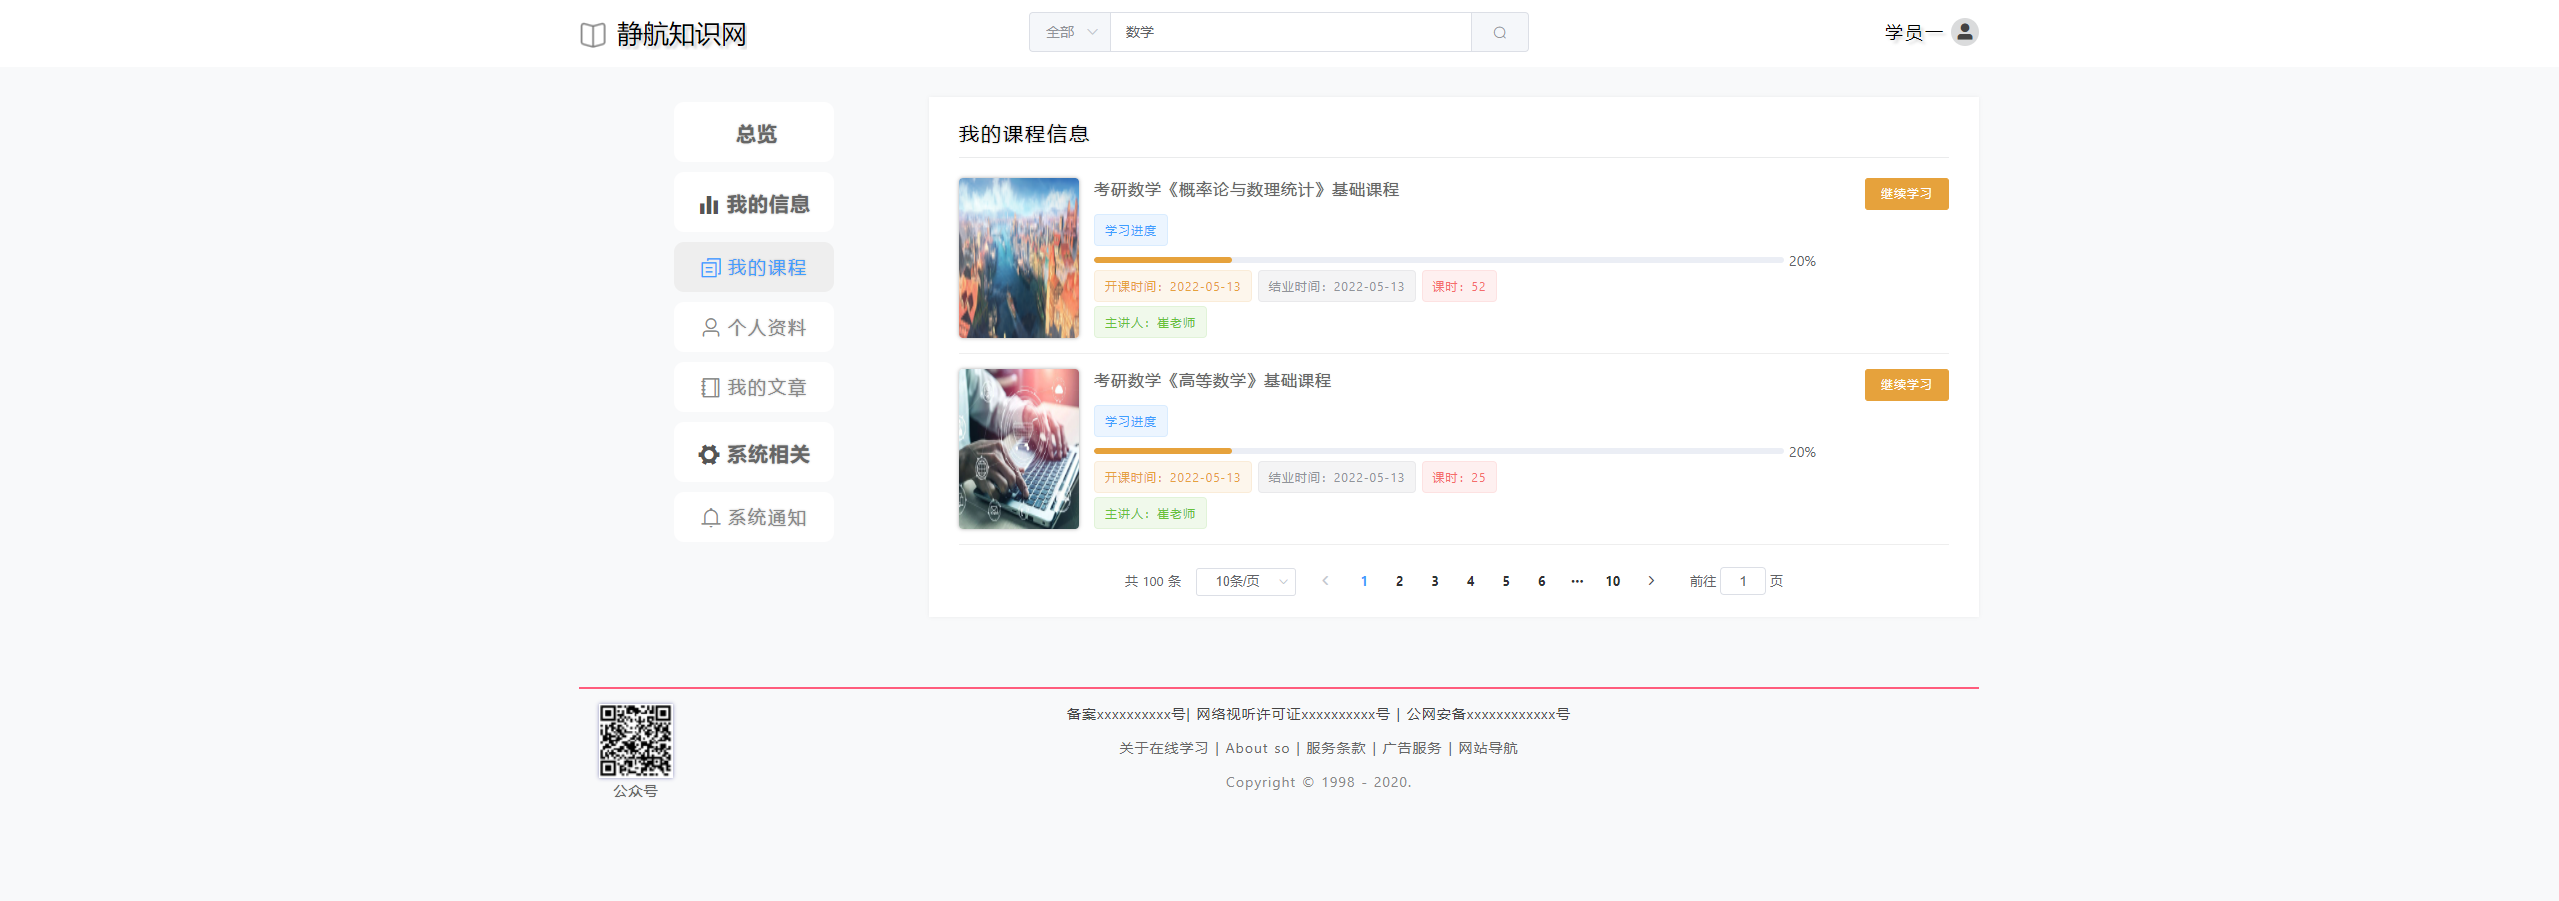 静航知识网
全部 数学
学员一
总览
我的信息
我的课程
个人资料
我的文章
系统相关
系统通知
我的课程信息
考研数学《概率论与数理统计》基础课程
继续学习
学习进度
20%
开课时间：2022-05-13 结业时间：2022-05-13 课时：52
主讲人：崔老师
考研数学《高等数学》基础课程
继续学习
学习进度
20%
开课时间：2022-05-13 结业时间：2022-05-13 课时：25
主讲人：崔老师
共 100 条 10条/页 1 2 3 4 5 6 ··· 10 前往 1 页
备案xxxxxxxxxx号| 网络视听许可证xxxxxxxxxx号 | 公网安备xxxxxxxxxxxx号
关于在线学习 | About so | 服务条款 | 广告服务 | 网站导航
Copyright © 1998 - 2020.
公众号